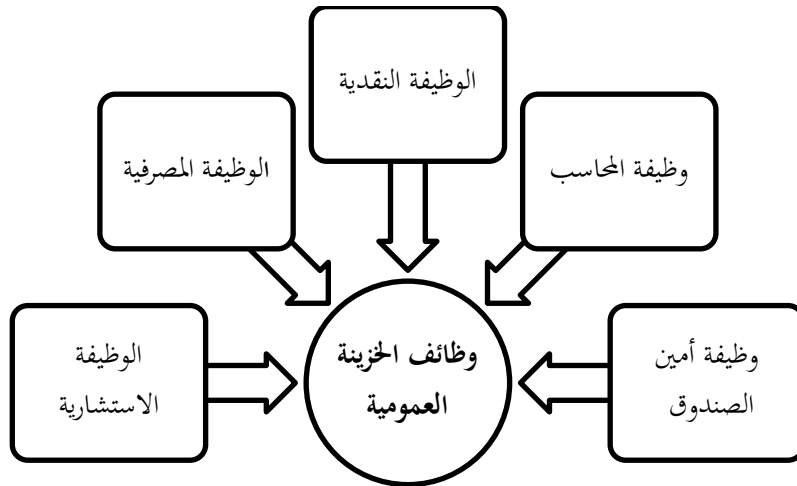 الوظيفة النقدية
وظيفة المحاسب
الوظيفة المصرفية
وظيفة أمين
الصندوق
وظائف الخزينة
العمومية
الوظيفة
الاستشارية